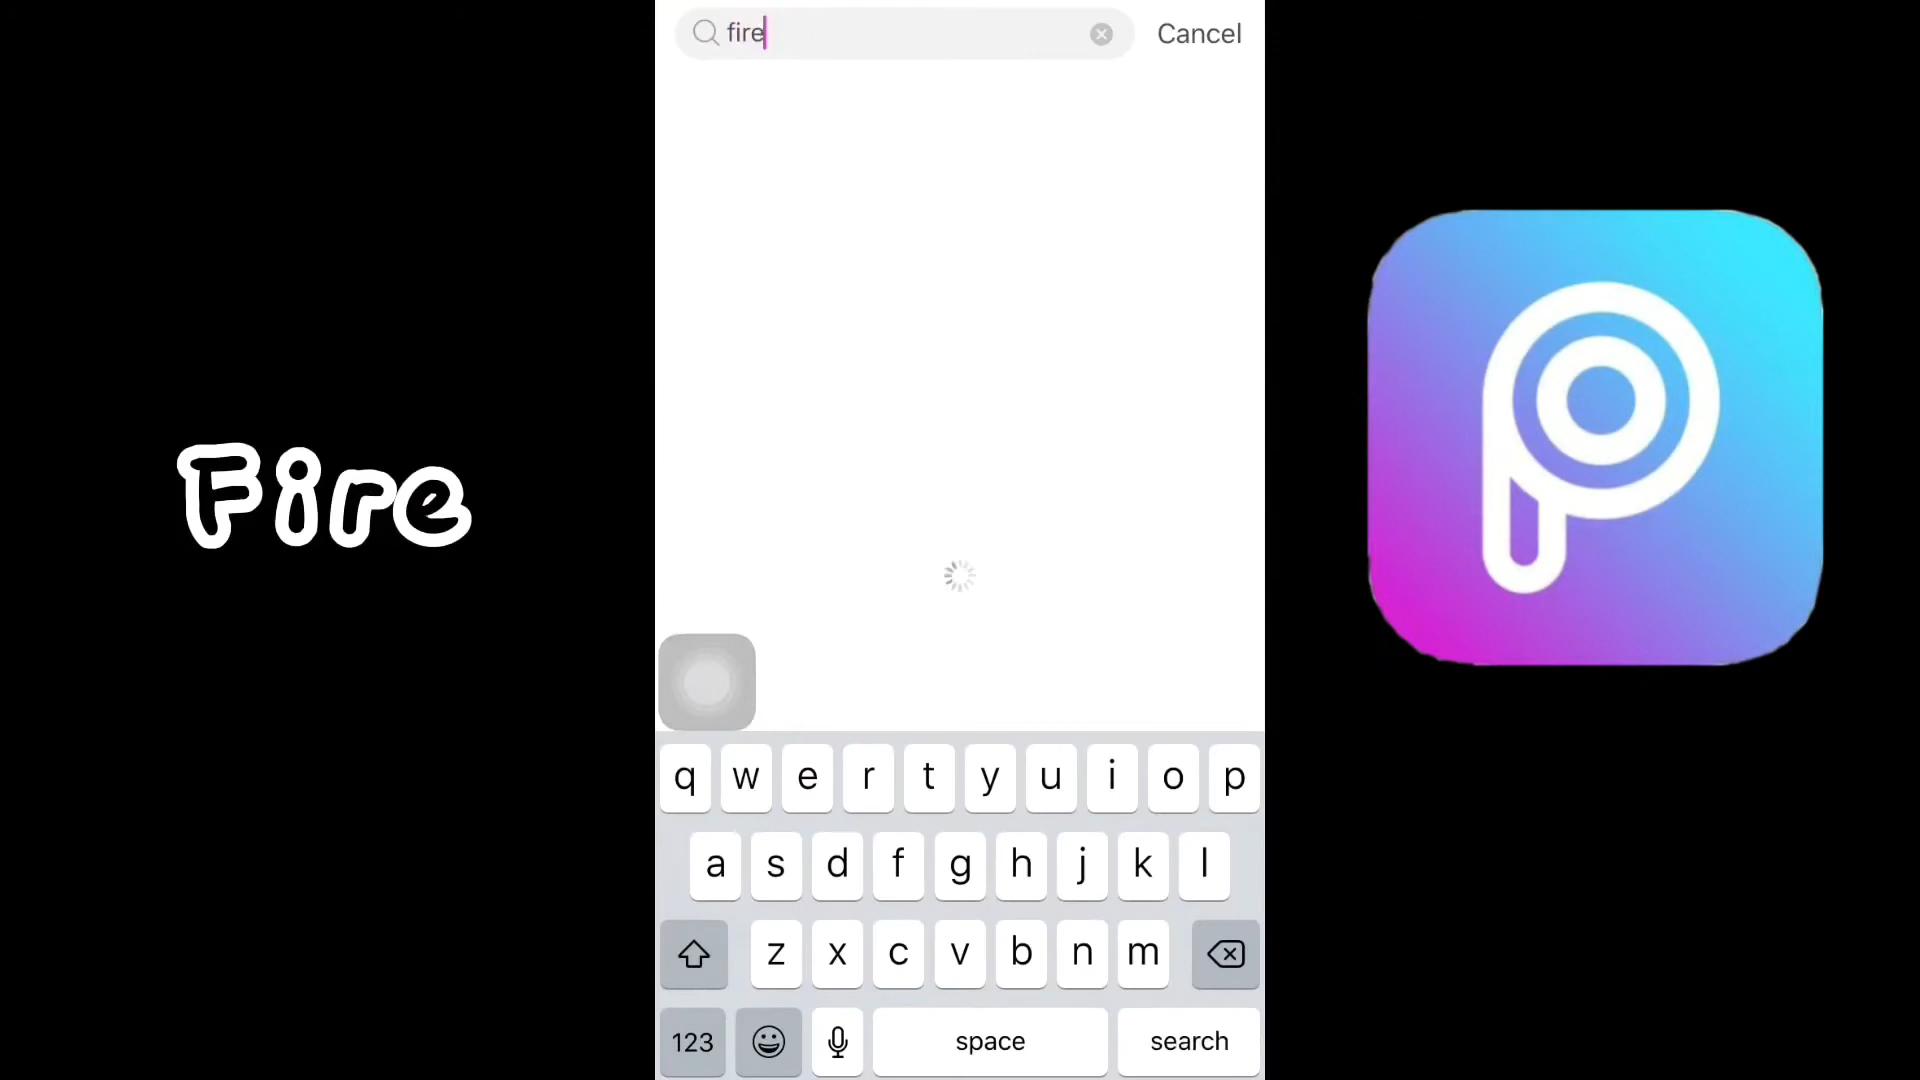 fire
Cancel
Fire
q w e r t y u i o p
a s d f g h j k l
z x c v b n m
123 space search